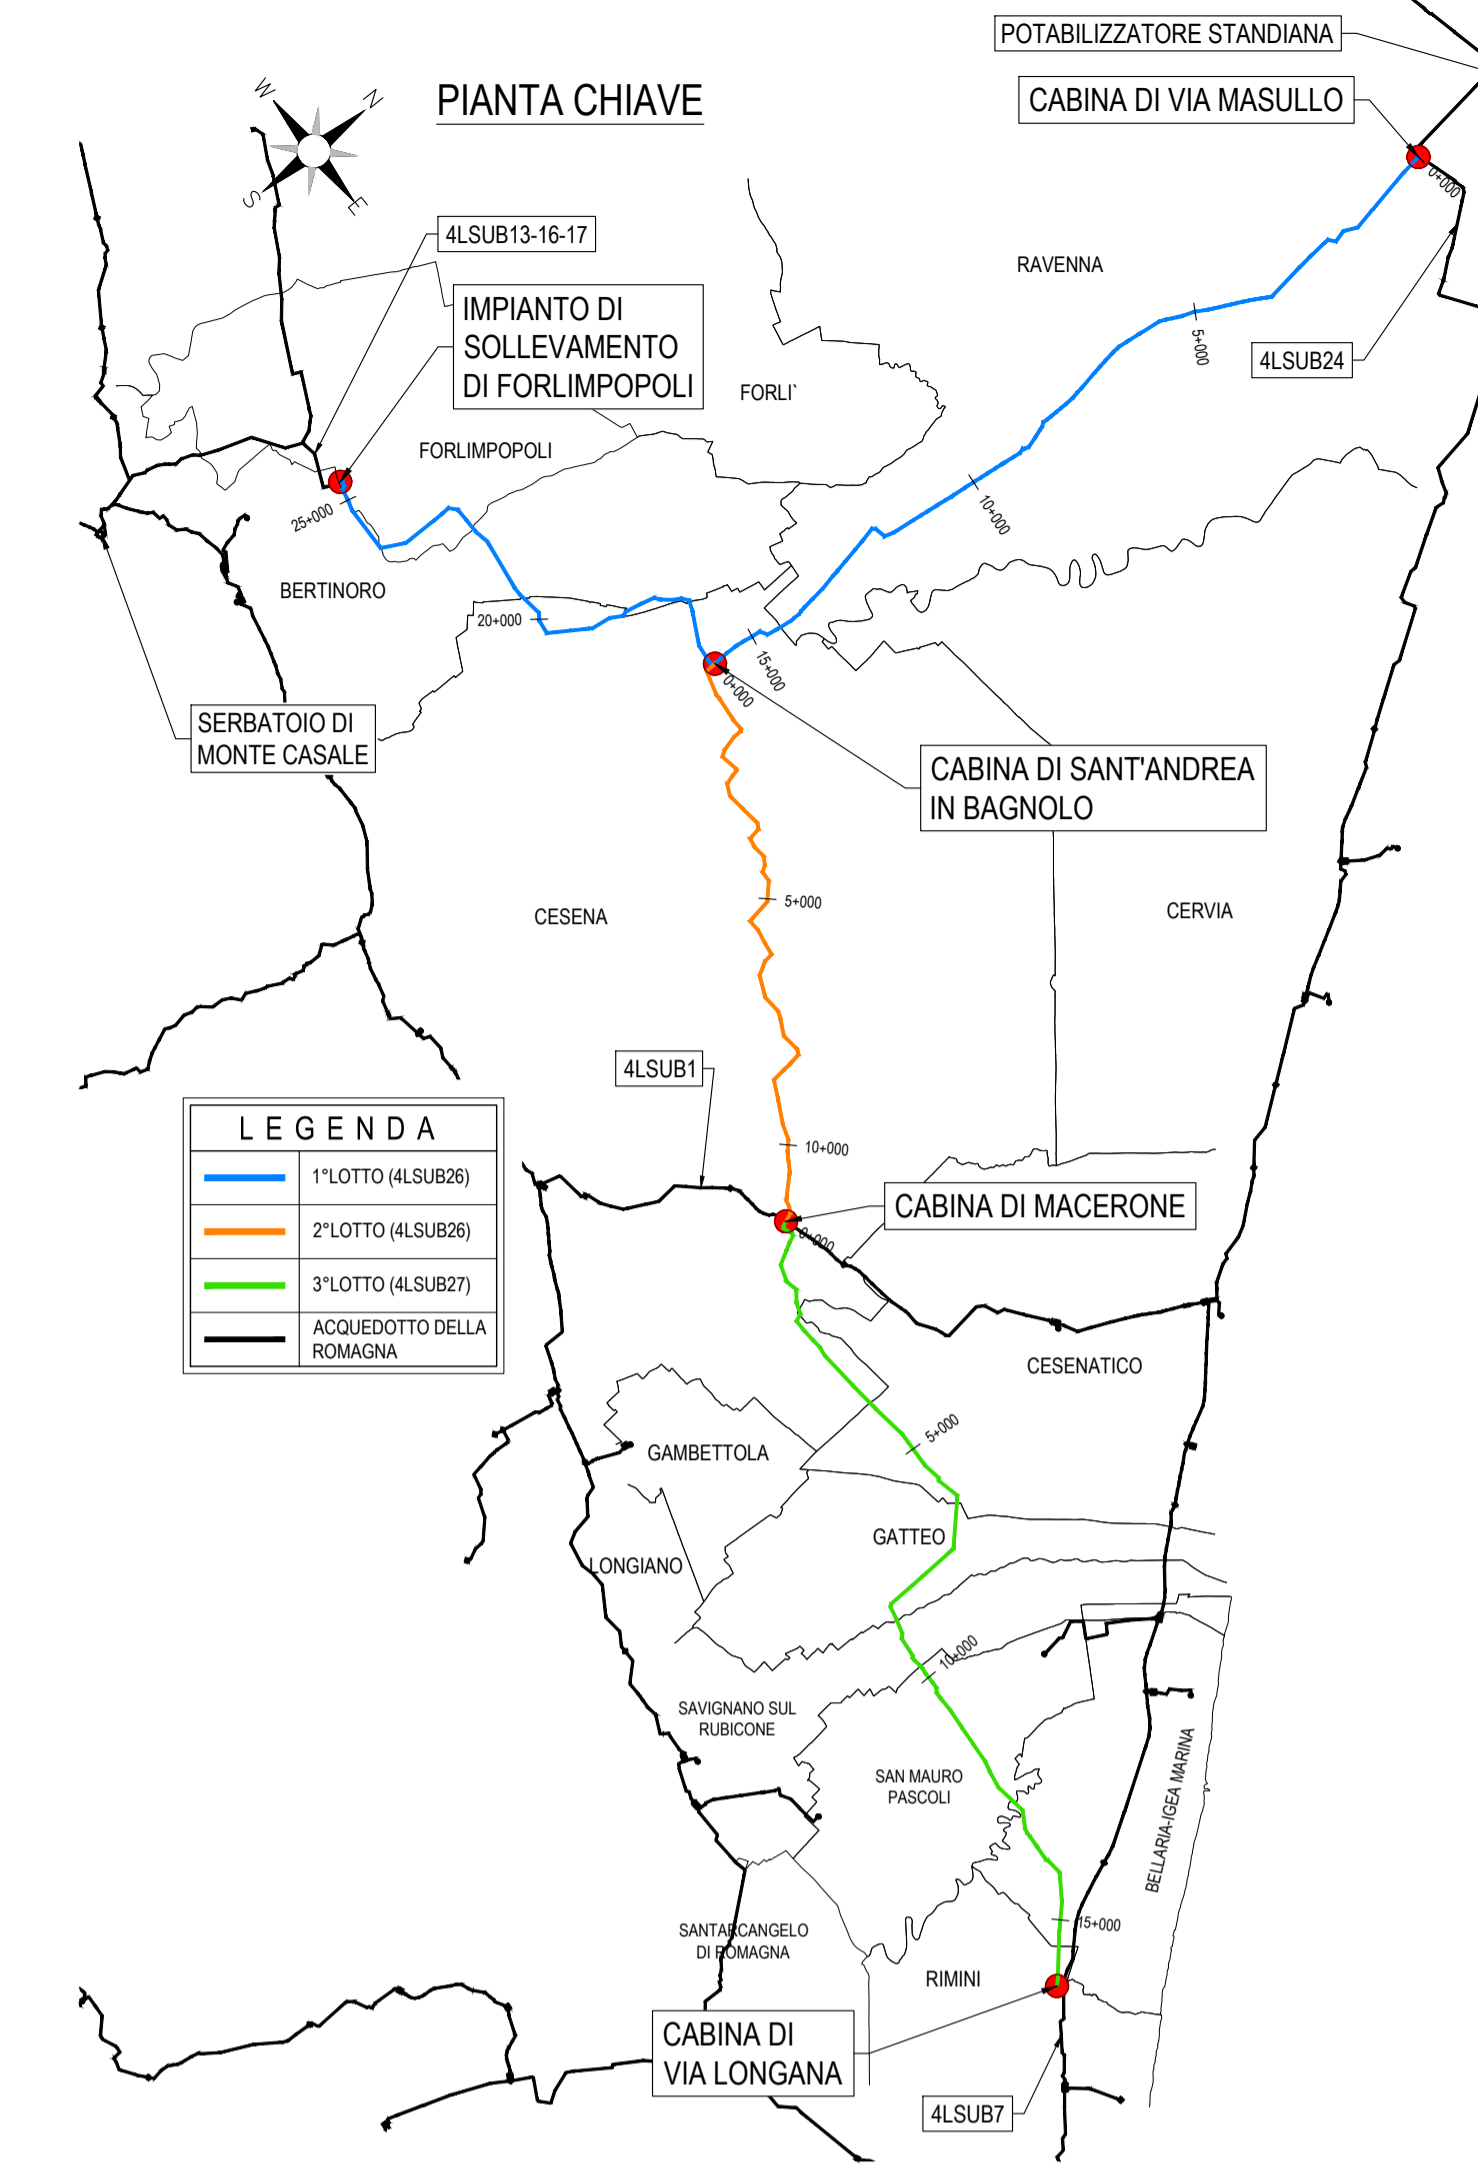 POTABILIZZATORE STANDIANA
PIANTA CHIAVE
CABINA DI VIA MASULLO
W
N
S
E
0+000
4LSUB13-16-17
RAVENNA
IMPIANTO DI
SOLLEVAMENTO
DI FORLIMPOPOLI
5+000
4LSUB24
FORLI`
FORLIMPOPOLI
25+000
10+000
BERTINORO
20+000
15+000
0+000
SERBATOIO DI
MONTE CASALE
CABINA DI SANT'ANDREA
IN BAGNOLO
5+000
CESENA
CERVIA
4LSUB1
LEGENDA
1°LOTTO (4LSUB26)
2°LOTTO (4LSUB26)
3°LOTTO (4LSUB27)
ACQUEDOTTO DELLA
ROMAGNA
10+000
CABINA DI MACERONE
0+000
CESENATICO
5+000
GAMBETTOLA
GATTEO
LONGIANO
10+000
SAVIGNANO SUL
RUBICONE
SAN MAURO
PASCOLI
BELLARIA-IGEA MARINA
15+000
SANTARCANGELO
DI ROMAGNA
RIMINI
CABINA DI
VIA LONGANA
4LSUB7